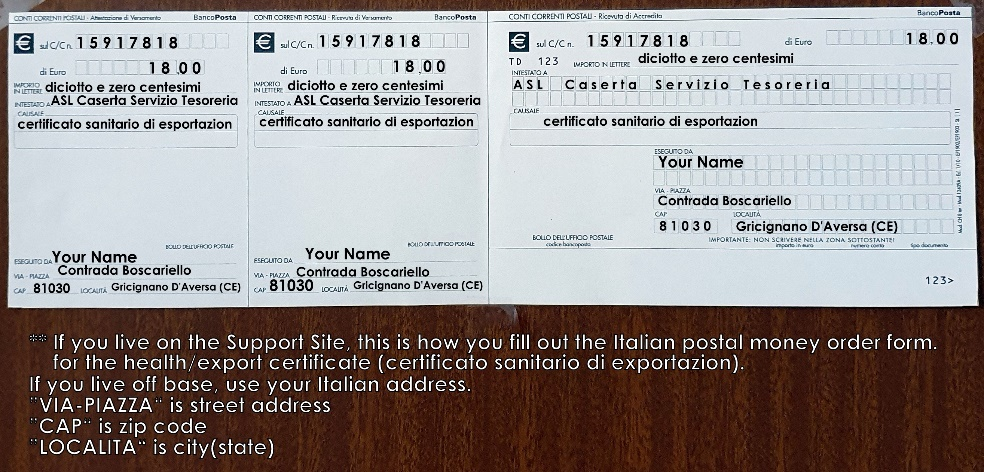 CONTI CORRENTI POSTALI - Attestazione di Versamento BancoPosta
€ sul C/C n. 15917818
di Euro 18.00
IMPORTO IN LETTERE diciotto e zero centesimi
INTESTATO A ASL Caserta Servizio Tesoreria
CAUSALE
certificato sanitario di esportazion
BOLLO DELL'UFFICIO POSTALE
ESEGUITO DA Your Name
VIA - PIAZZA Contrada Boscariello
CAP 81030 LOCALITÀ Gricignano D'Aversa (CE)
CONTI CORRENTI POSTALI - Ricevuta di Versamento BancoPosta
€ sul C/C n. 15917818
di Euro 18.00
IMPORTO IN LETTERE diciotto e zero centesimi
INTESTATO A ASL Caserta Servizio Tesoreria
CAUSALE
certificato sanitario di esportazion
BOLLO DELL'UFFICIO POSTALE
ESEGUITO DA Your Name
VIA - PIAZZA Contrada Boscariello
CAP 81030 LOCALITÀ Gricignano D'Aversa (CE)
CONTI CORRENTI POSTALI - Ricevuta di Accredito BancoPosta
€ sul C/C n. 15917818 di Euro 18.00
TD 123 IMPORTO IN LETTERE diciotto e zero centesimi
INTESTATO A
ASL Caserta Servizio Tesoreria
CAUSALE
certificato sanitario di esportazion
ESEGUITO DA
Your Name
VIA - PIAZZA
Contrada Boscariello
CAP LOCALITÀ
81030 Gricignano D'Aversa (CE)
BOLLO DELL'UFFICIO POSTALE
codice bancoposta
IMPORTANTE: NON SCRIVERE NELLA ZONA SOTTOSTANTE!
importo in euro numero conto tipo documento
123>
** If you live on the Support Site, this is how you fill out the Italian postal money order form.
for the health/export certificate (certificato sanitario di exportazion).
If you live off base, use your Italian address.
"VIA-PIAZZA" is street address
"CAP" is zip code
"LOCALITA" is city(state)